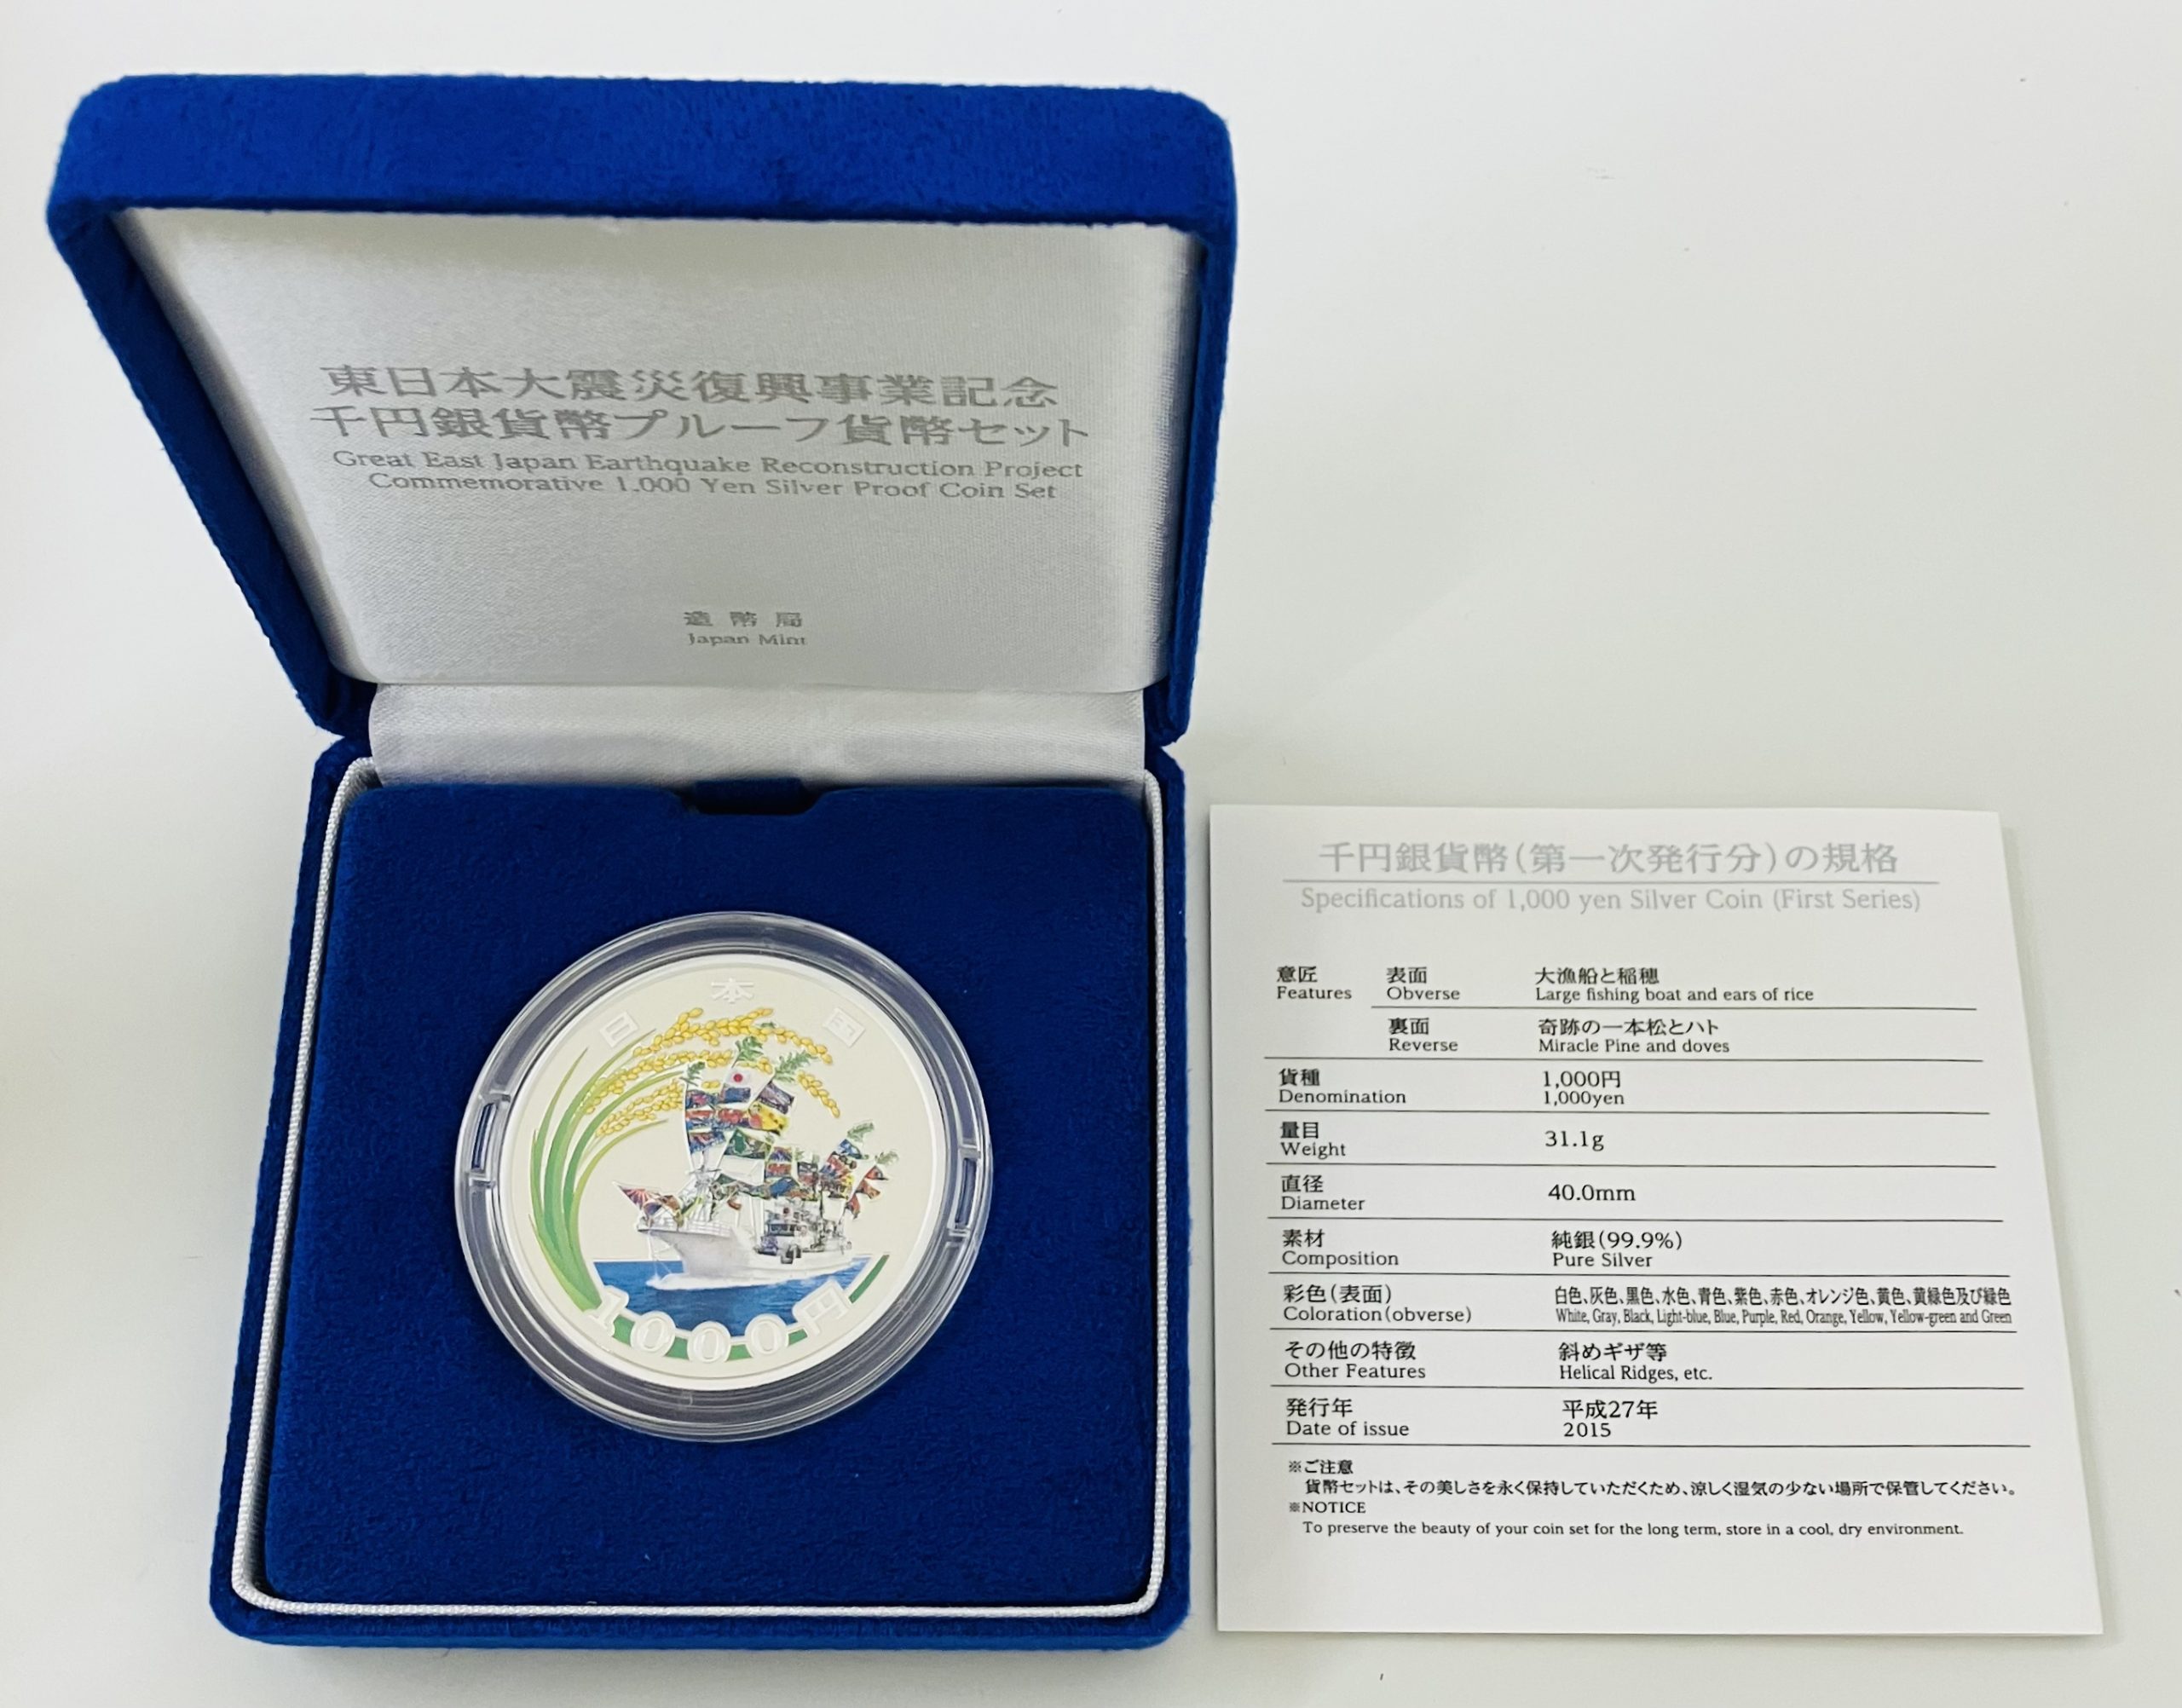 東日本大震災復興事業記念
千円銀貨幣プルーフ貨幣セット
Great East Japan Earthquake Reconstruction Project
Commemorative 1,000 Yen Silver Proof Coin Set
造幣局
Japan Mint
日本国
1000円
千円銀貨幣(第一次発行分)の規格
Specifications of 1,000 yen Silver Coin (First Series)
意匠 表面 大漁船と稲穂
Features Obverse Large fishing boat and ears of rice
裏面 奇跡の一本松とハト
Reverse Miracle Pine and doves
貨種 1,000円
Denomination 1,000yen
量目 31.1g
Weight
直径 40.0mm
Diameter
素材 純銀(99.9%)
Composition Pure Silver
彩色(表面) 白色、灰色、黒色、水色、青色、紫色、赤色、オレンジ色、黄色、黄緑色及び緑色
Coloration(obverse) White, Gray, Black, Light-blue, Blue, Purple, Red, Orange, Yellow, Yellow-green and Green
その他の特徴 斜めギザ等
Other Features Helical Ridges, etc.
発行年 平成27年
Date of issue 2015
※ご注意
貨幣セットは、その美しさを永く保持していただくため、涼しく湿気の少ない場所で保管してください。
※NOTICE
To preserve the beauty of your coin set for the long term, store in a cool, dry environment.